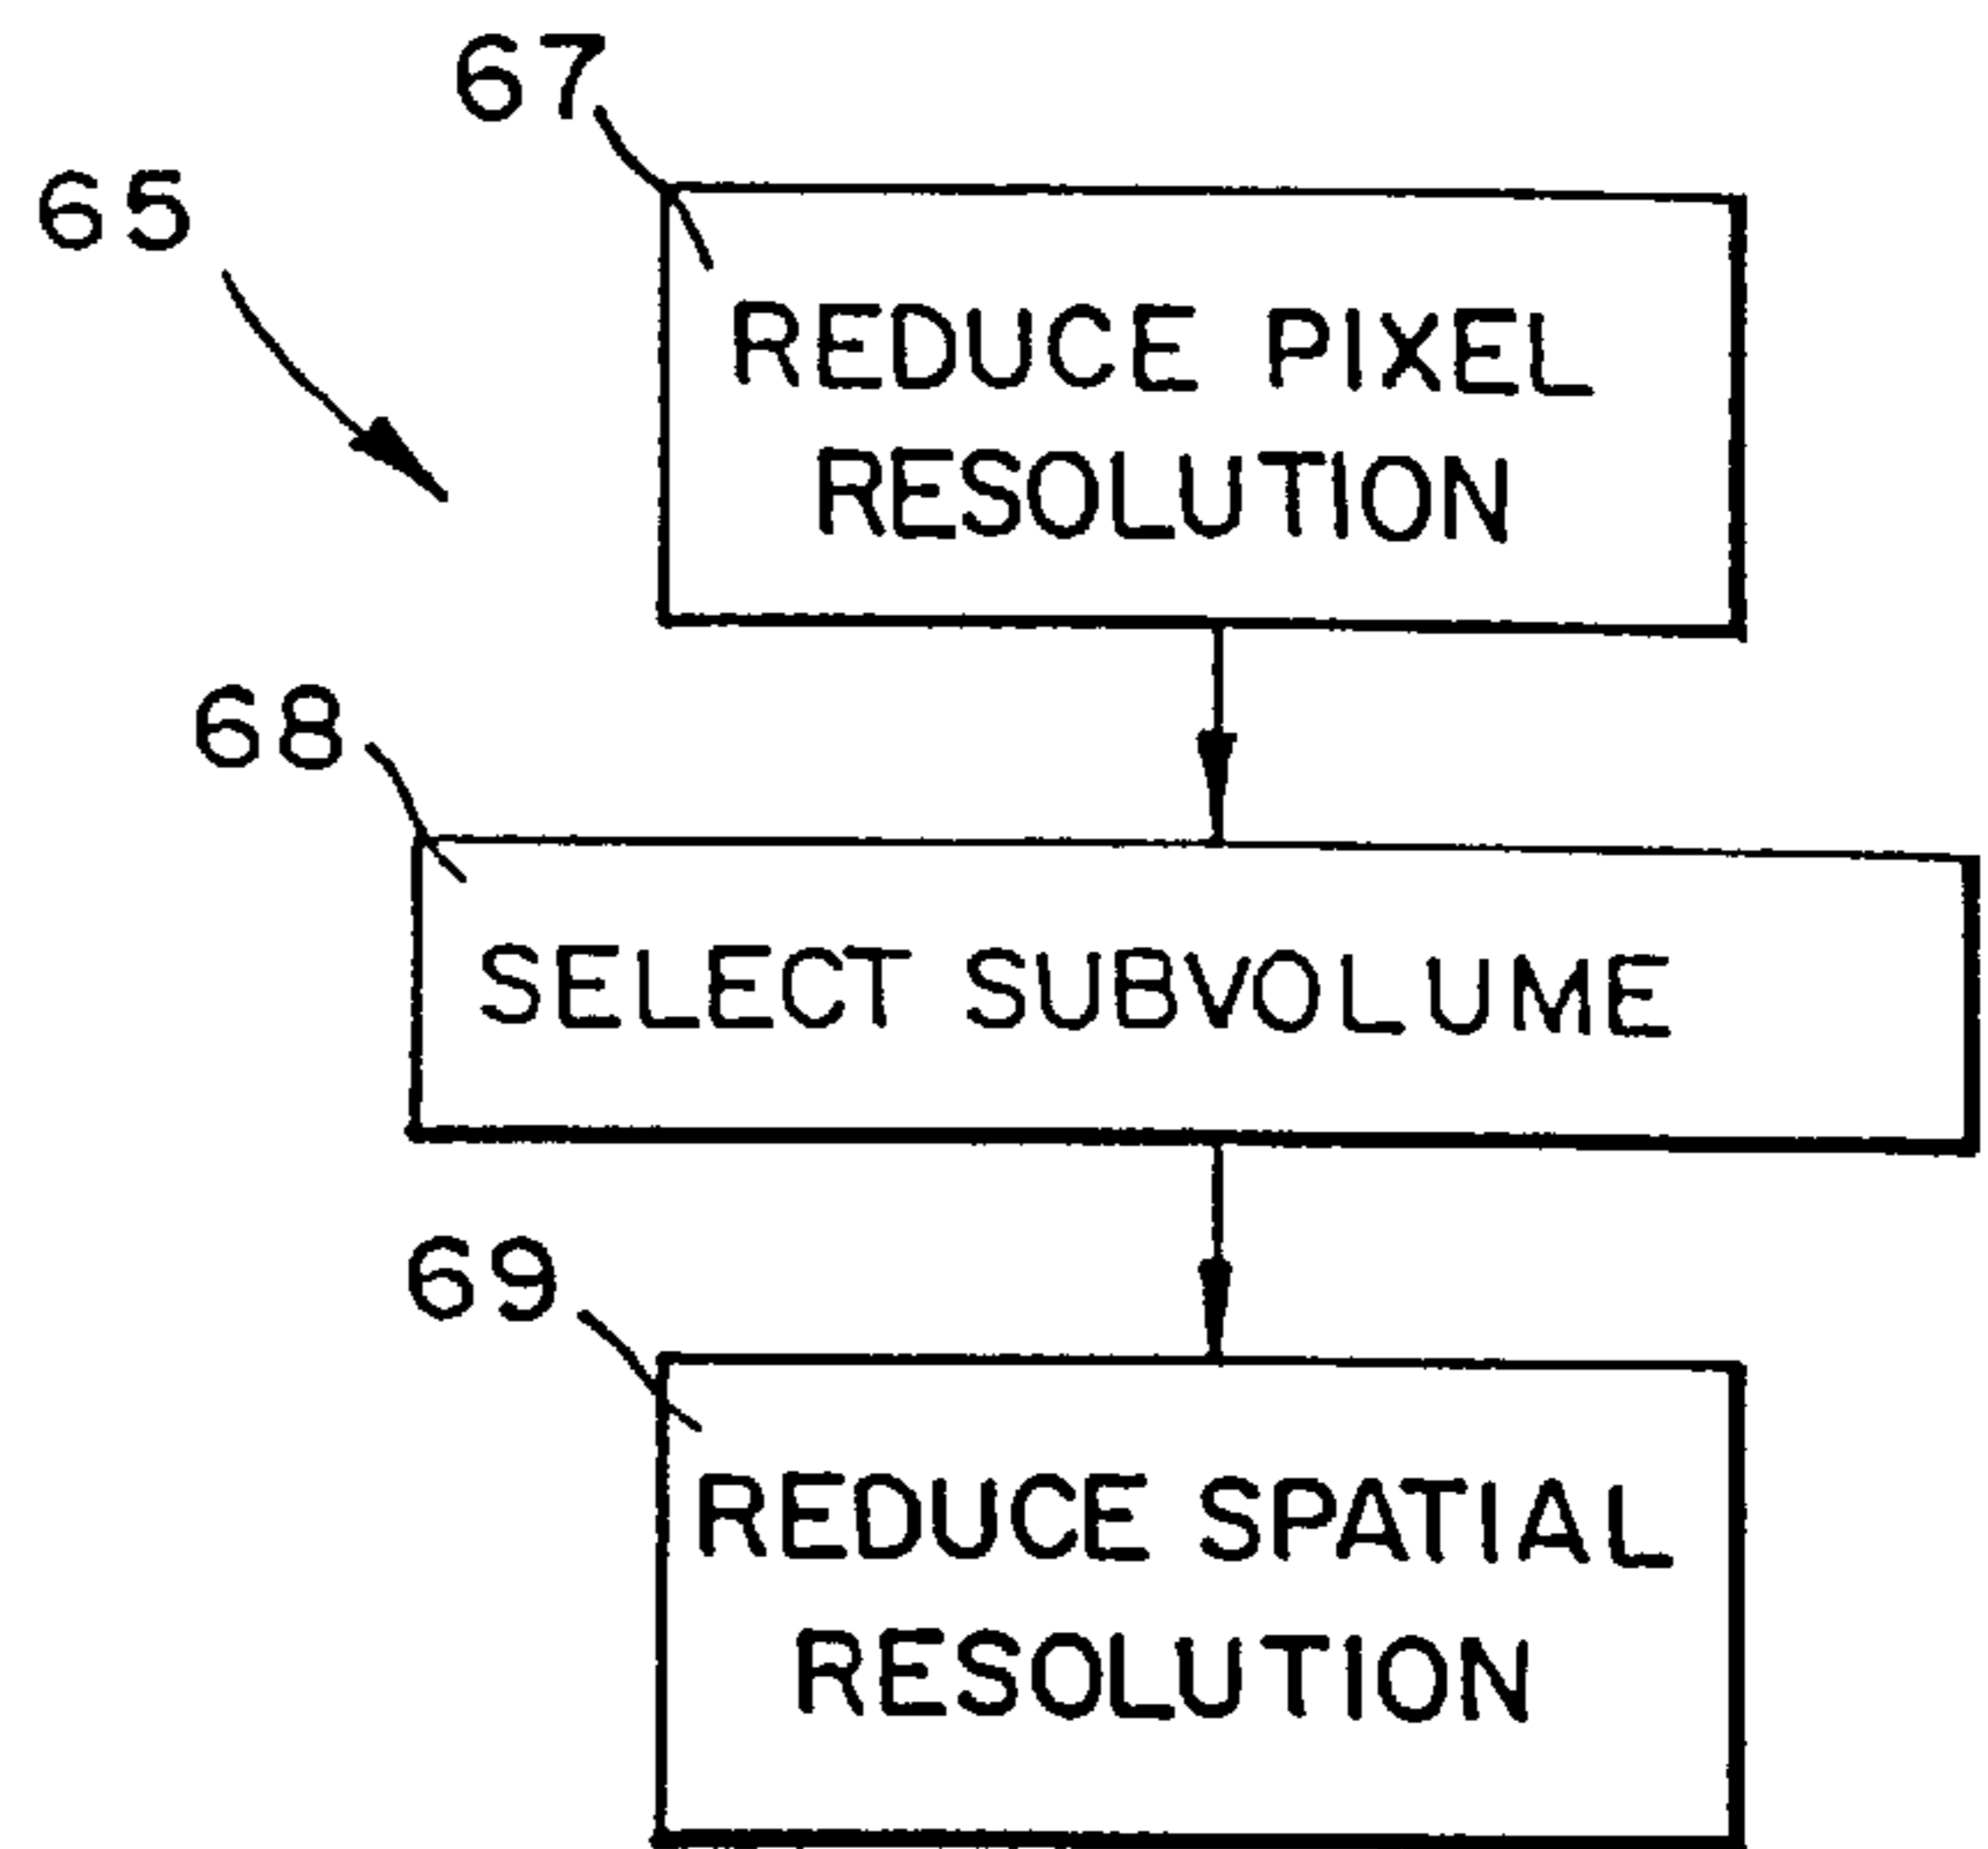 67
65
REDUCE PIXEL
RESOLUTION
68
SELECT SUBVOLUME
69
REDUCE SPATIAL
RESOLUTION